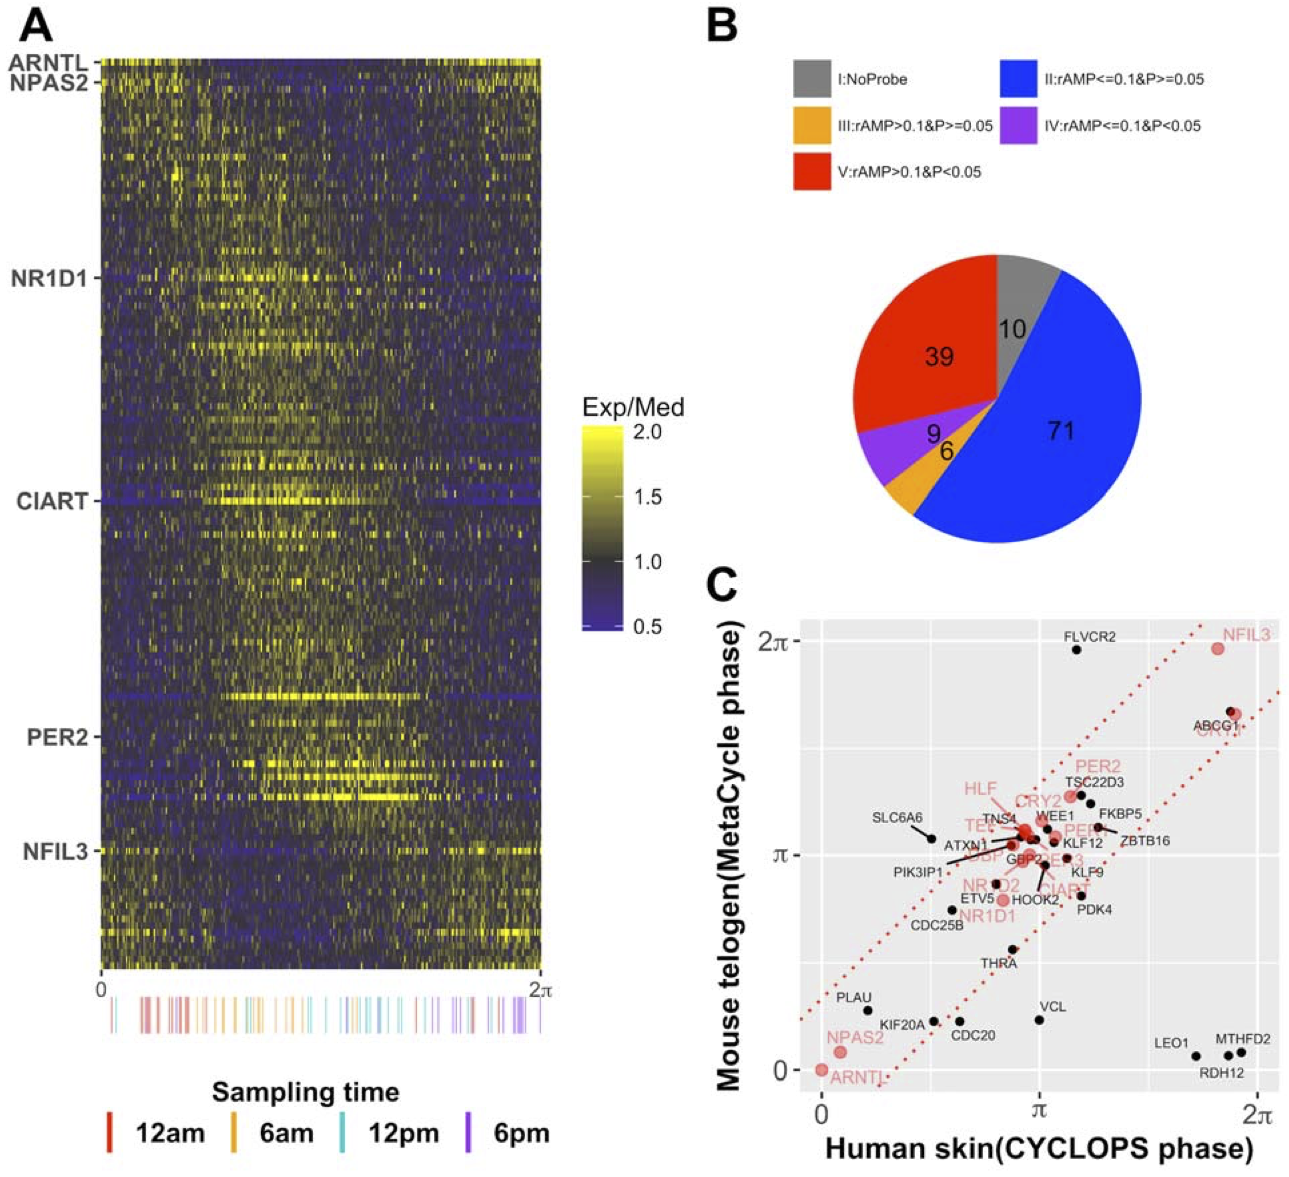 A
ARNTL
NPAS2
NR1D1
CIART
PER2
NFIL3
0
2π
Exp/Med
2.0
1.5
1.0
0.5
Sampling time
12am
6am
12pm
6pm
B
I:NoProbe
II:rAMP<=0.1&P>=0.05
III:rAMP>0.1&P>=0.05
IV:rAMP<=0.1&P<0.05
V:rAMP>0.1&P<0.05
10
39
9
6
71
C
Mouse telogen(MetaCycle phase)
2π
π
0
FLVCR2
NFIL3
ABCG1
PER2
TSC22D3
HLF
CRY2
SLC6A6
TNS4
WEE1
FKBP5
TEF
PER1
ZBTB16
ATXN1
KLF12
GBP2
PER3
PIK3IP1
KLF9
NR1D2
CIART
ETV5
HOOK2
PDK4
CDC25B
NR1D1
THRA
PLAU
KIF20A
CDC20
VCL
NPAS2
ARNTL
LEO1
MTHFD2
RDH12
0
π
2π
Human skin(CYCLOPS phase)